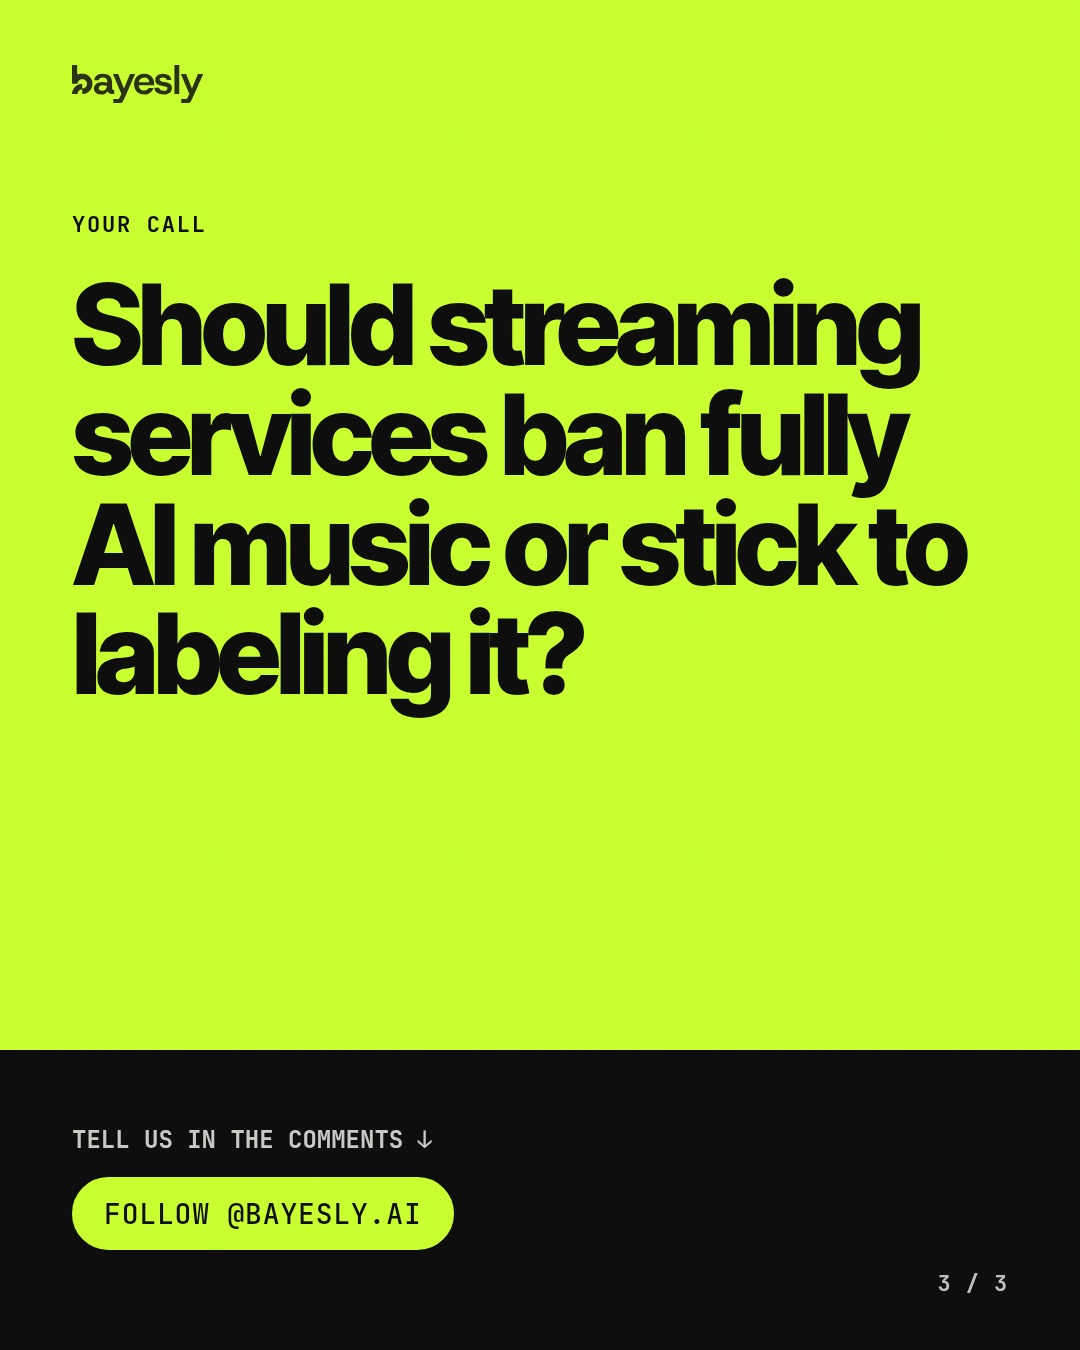 bayesly
YOUR CALL
Should streaming
services ban fully
AI music or stick to
labeling it?
TELL US IN THE COMMENTS ↓
FOLLOW @BAYESLY.AI
3 / 3